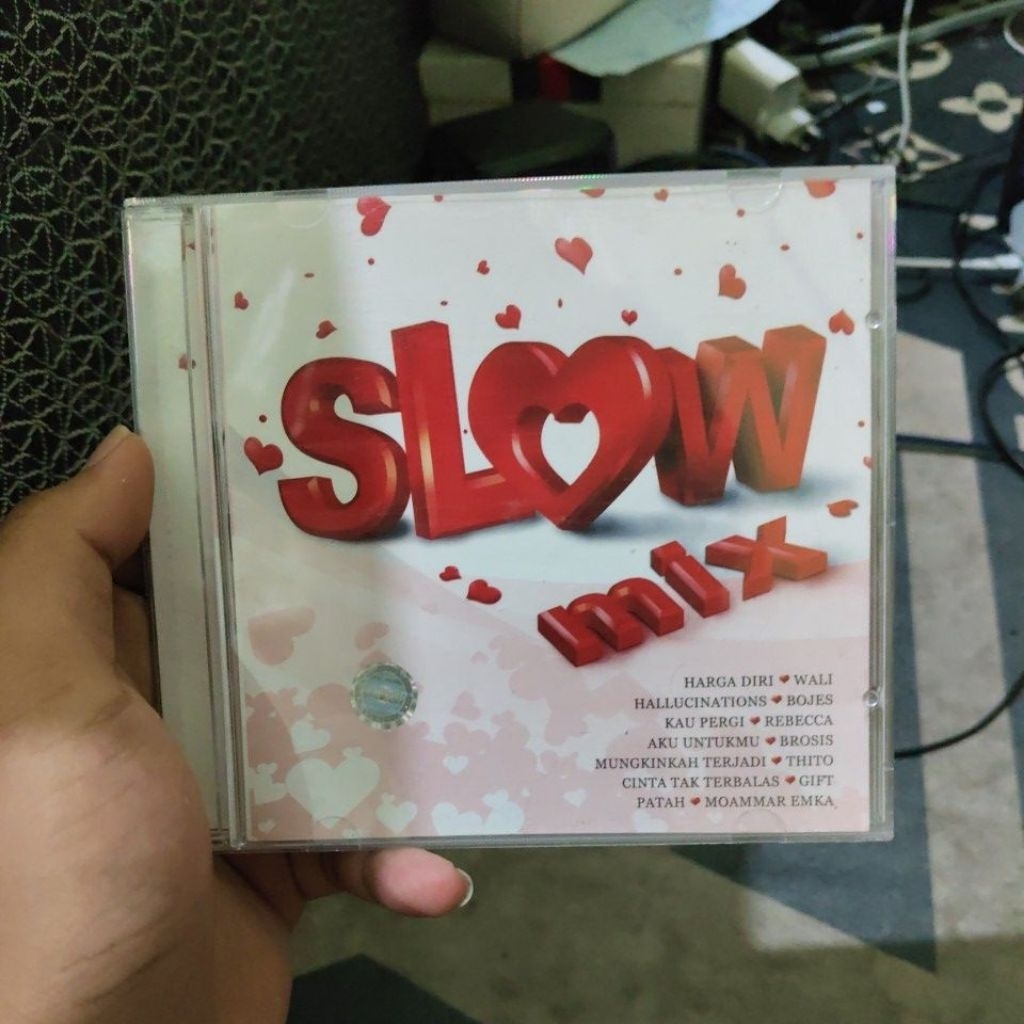 SLOW
mix
HARGA DIRI ❤ WALI
HALLUCINATIONS ❤ BOJES
KAU PERGI ❤ REBECCA
AKU UNTUKMU ❤ BROSIS
MUNGKINKAH TERJADI ❤ THITO
CINTA TAK TERBALAS ❤ GIFT
PATAH ❤ MOAMMAR EMKA